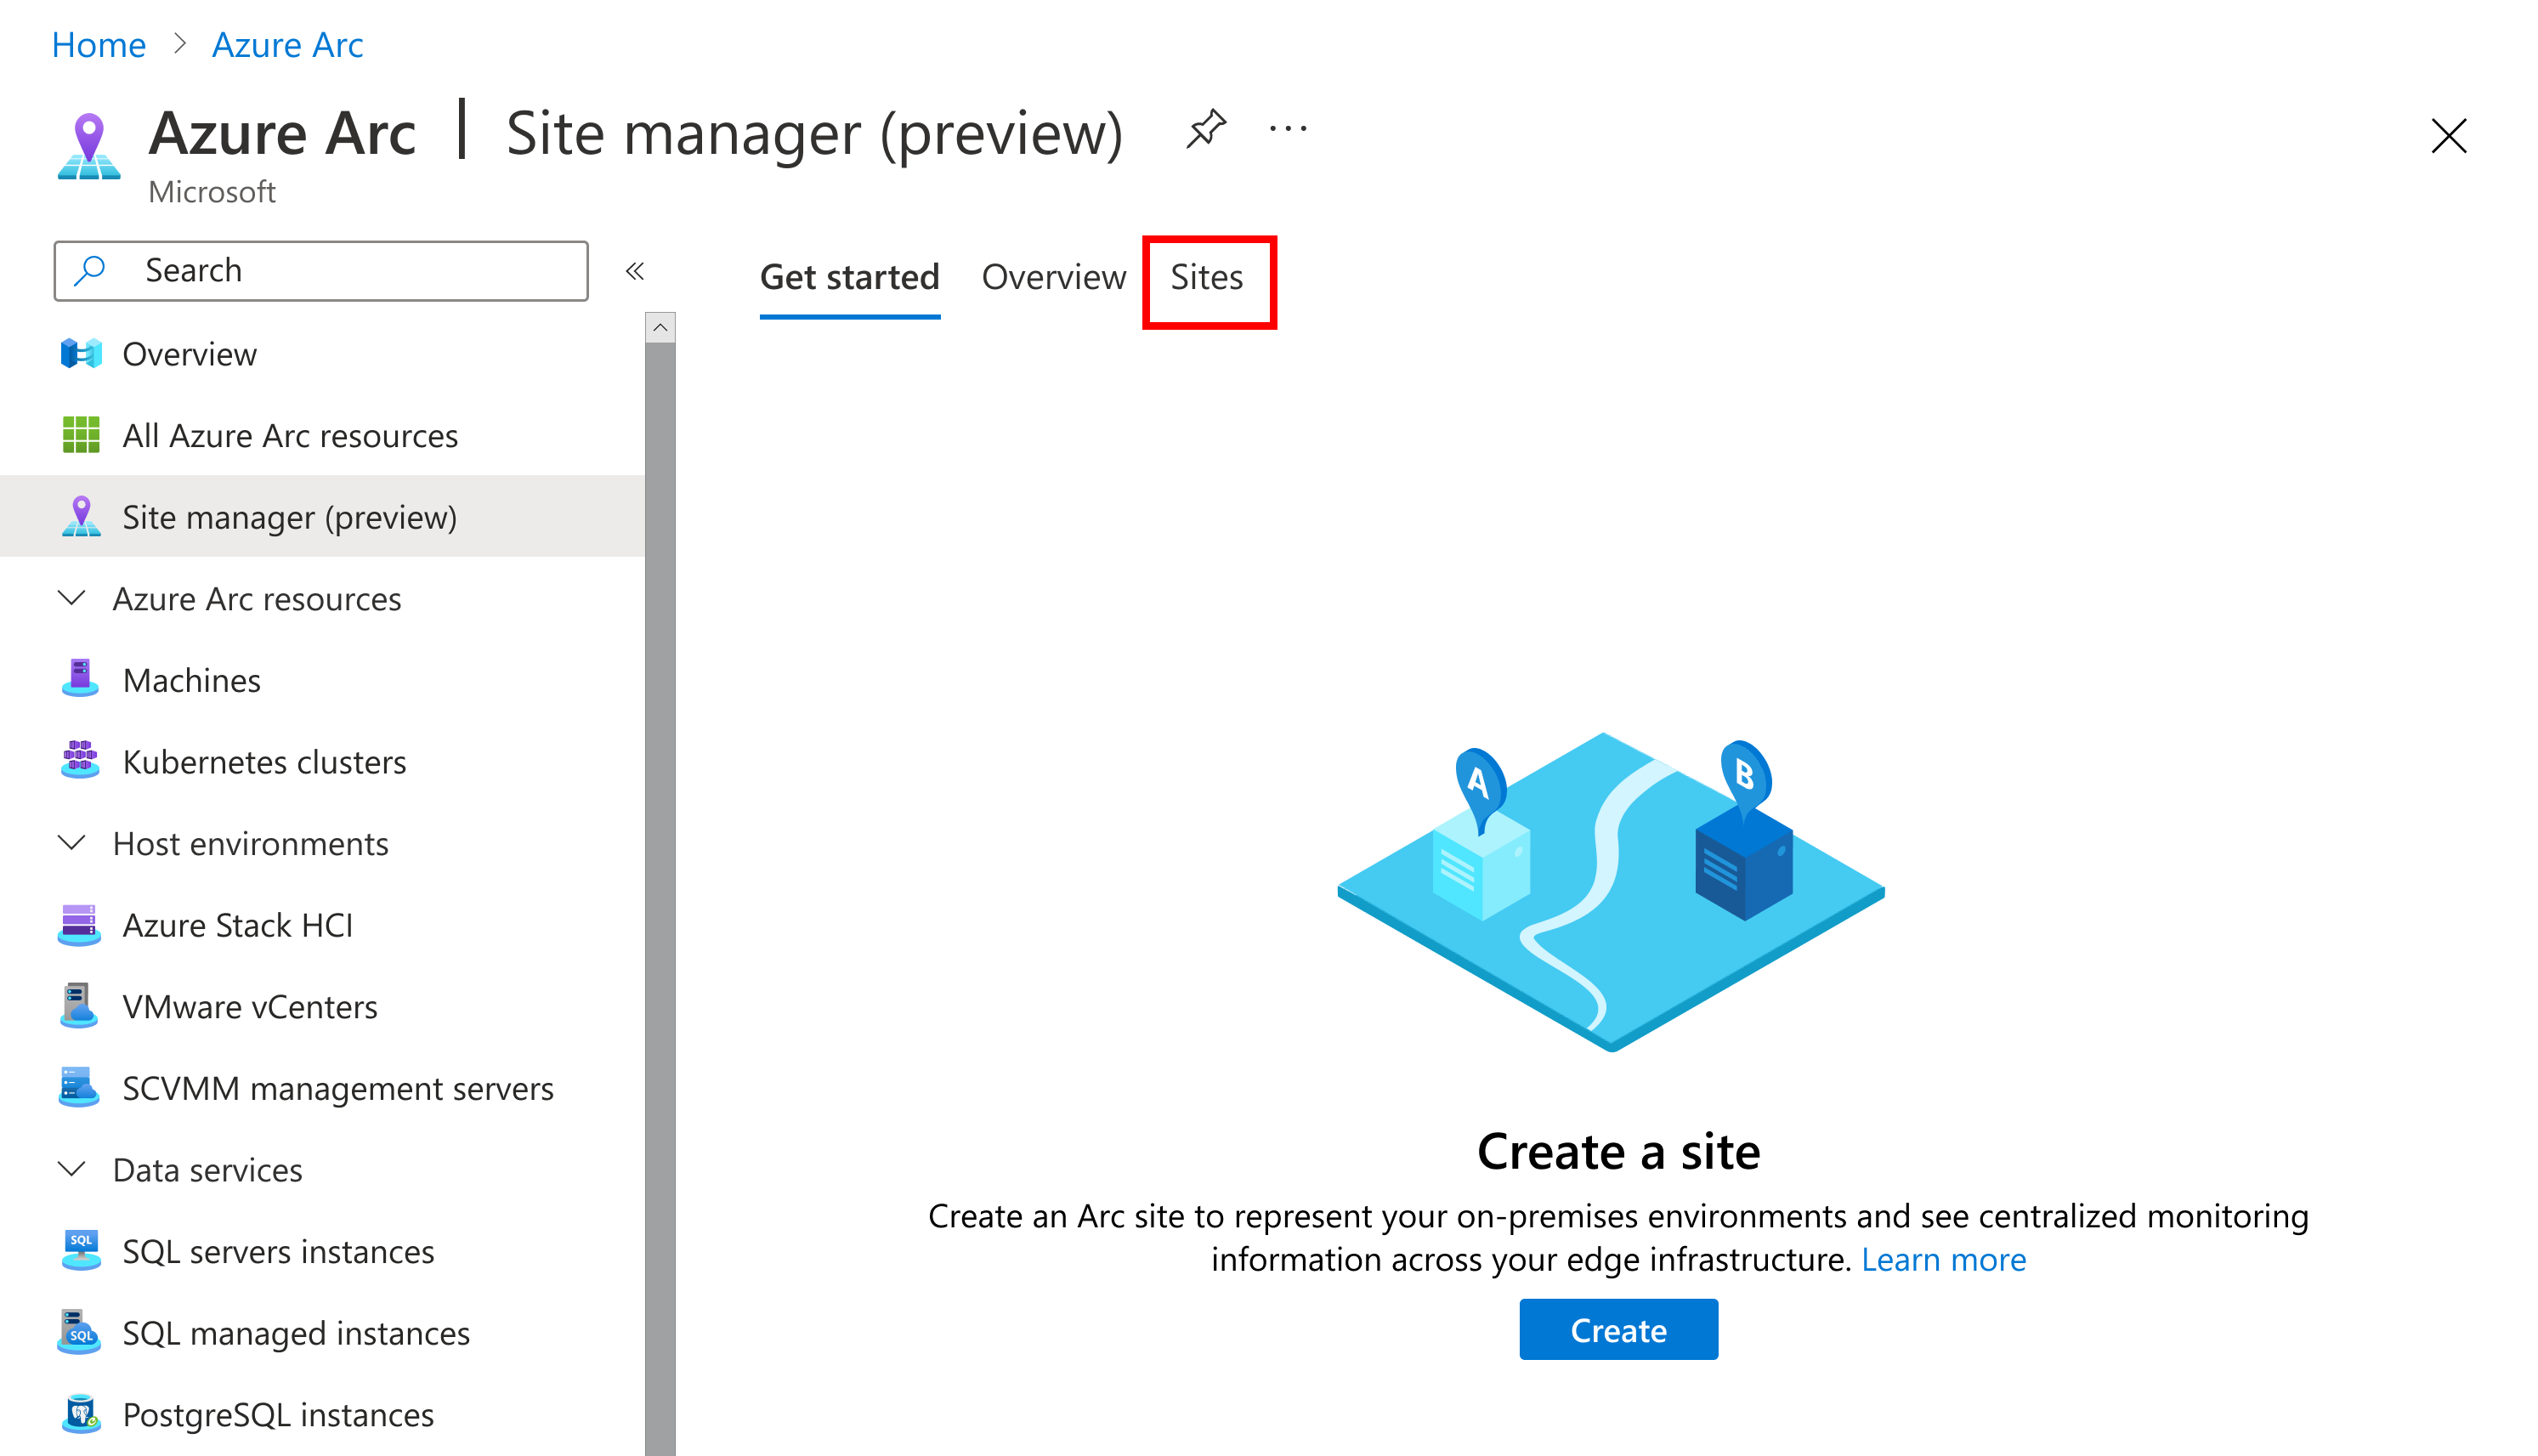 Home > Azure Arc
Azure Arc | Site manager (preview) ...
Microsoft
Search
«
Get started Overview Sites
Overview
All Azure Arc resources
Site manager (preview)
Azure Arc resources
Machines
Kubernetes clusters
Host environments
Azure Stack HCI
VMware vCenters
SCVMM management servers
Data services
SQL
SQL servers instances
SQL
SQL managed instances
PostgreSQL instances
A
B
Create a site
Create an Arc site to represent your on-premises environments and see centralized monitoring
information across your edge infrastructure. Learn more
Create